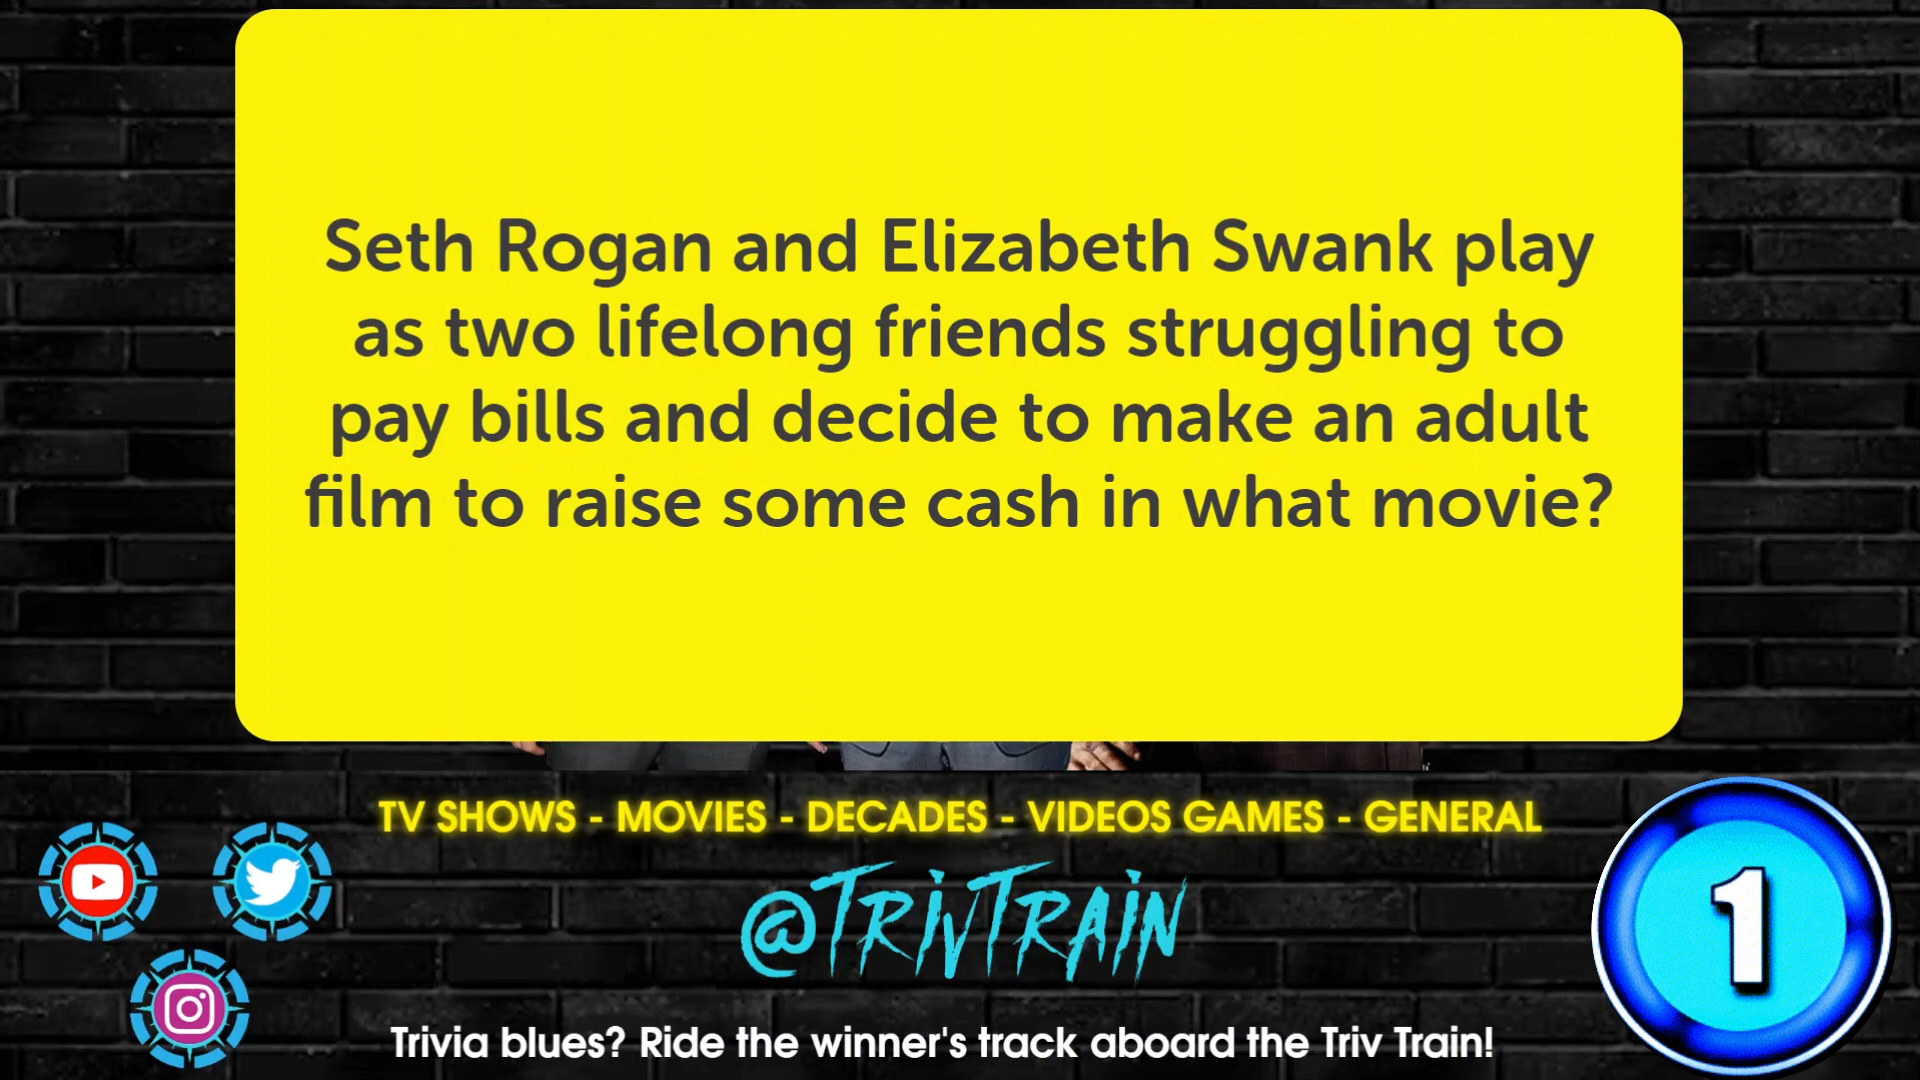 Seth Rogan and Elizabeth Swank play
as two lifelong friends struggling to
pay bills and decide to make an adult
film to raise some cash in what movie?
TV SHOWS - MOVIES - DECADES - VIDEOS GAMES - GENERAL
@TRIVTRAIN
1
Trivia blues? Ride the winner's track aboard the Triv Train!